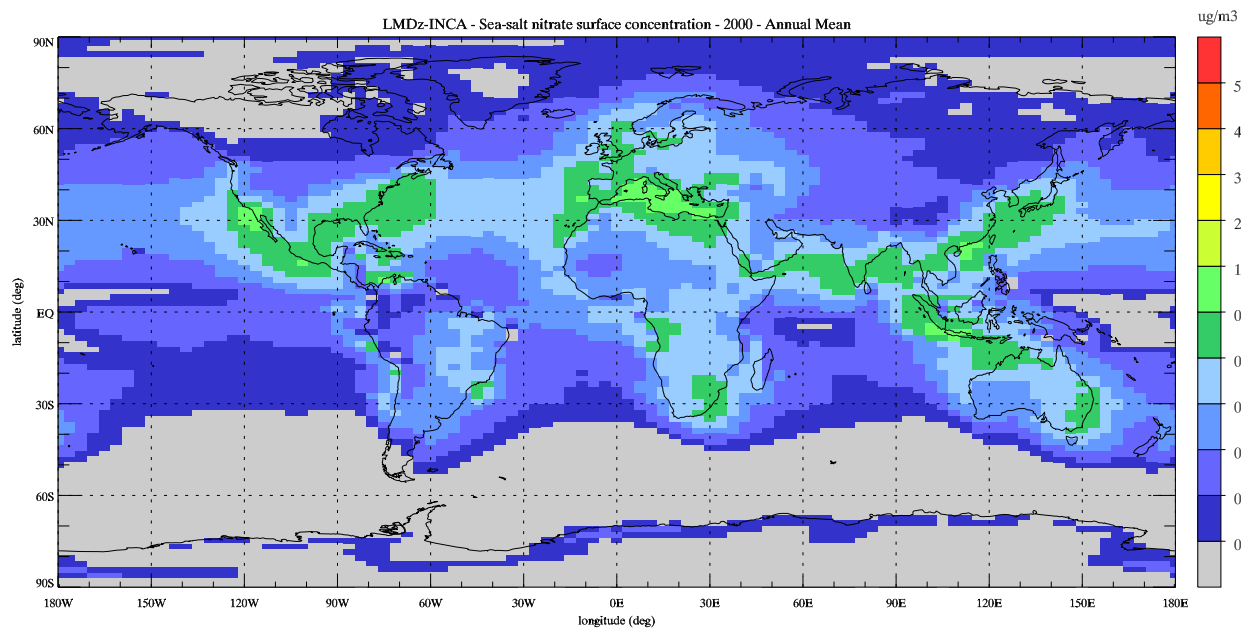 LMDz-INCA - Sea-salt nitrate surface concentration - 2000 - Annual Mean
ug/m3
90N
60N
30N
EQ
30S
60S
90S
latitude (deg)
180W 150W 120W 90W 60W 30W 0E 30E 60E 90E 120E 150E 180E
longitude (deg)
5
4
3
2
1
0
0
0
0
0
0